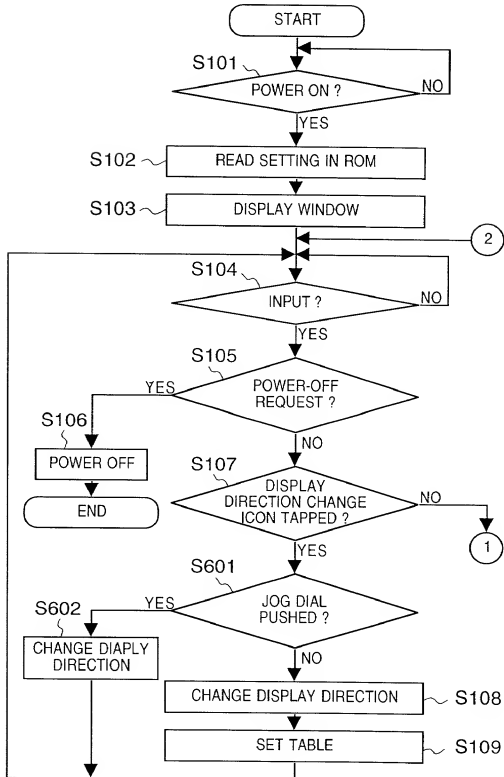 START
S101
POWER ON ?
NO
YES
S102
READ SETTING IN ROM
S103
DISPLAY WINDOW
2
S104
INPUT ?
NO
YES
S105
POWER-OFF
REQUEST ?
YES
NO
S106
POWER OFF
END
S107
DISPLAY
DIRECTION CHANGE
ICON TAPPED ?
NO
1
YES
S601
JOG DIAL
PUSHED ?
YES
NO
S602
CHANGE DIAPLY
DIRECTION
CHANGE DISPLAY DIRECTION
S108
SET TABLE
S109